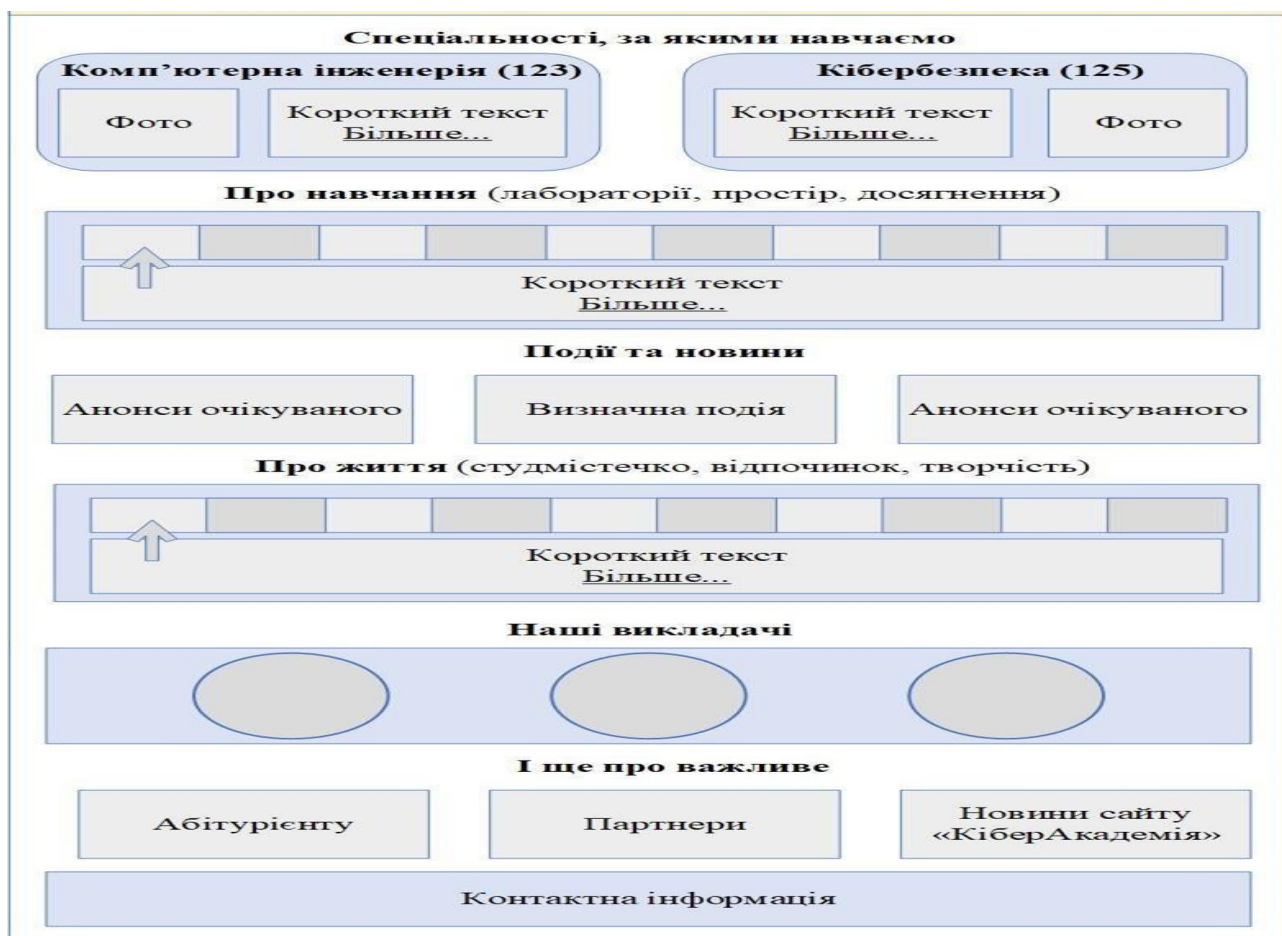 Спеціальності, за якими навчаємо
Комп’ютерна інженерія (123)
Фото
Короткий текст
Більше...
Кібербезпека (125)
Короткий текст
Більше...
Фото
Про навчання (лабораторії, простір, досягнення)
Короткий текст
Більше...
Події та новини
Анонси очікуваного
Визначна подія
Анонси очікуваного
Про життя (студмістечко, відпочинок, творчість)
Короткий текст
Більше...
Наші викладачі
І ще про важливе
Абітурієнту
Партнери
Новини сайту
«КіберАкадемія»
Контактна інформація